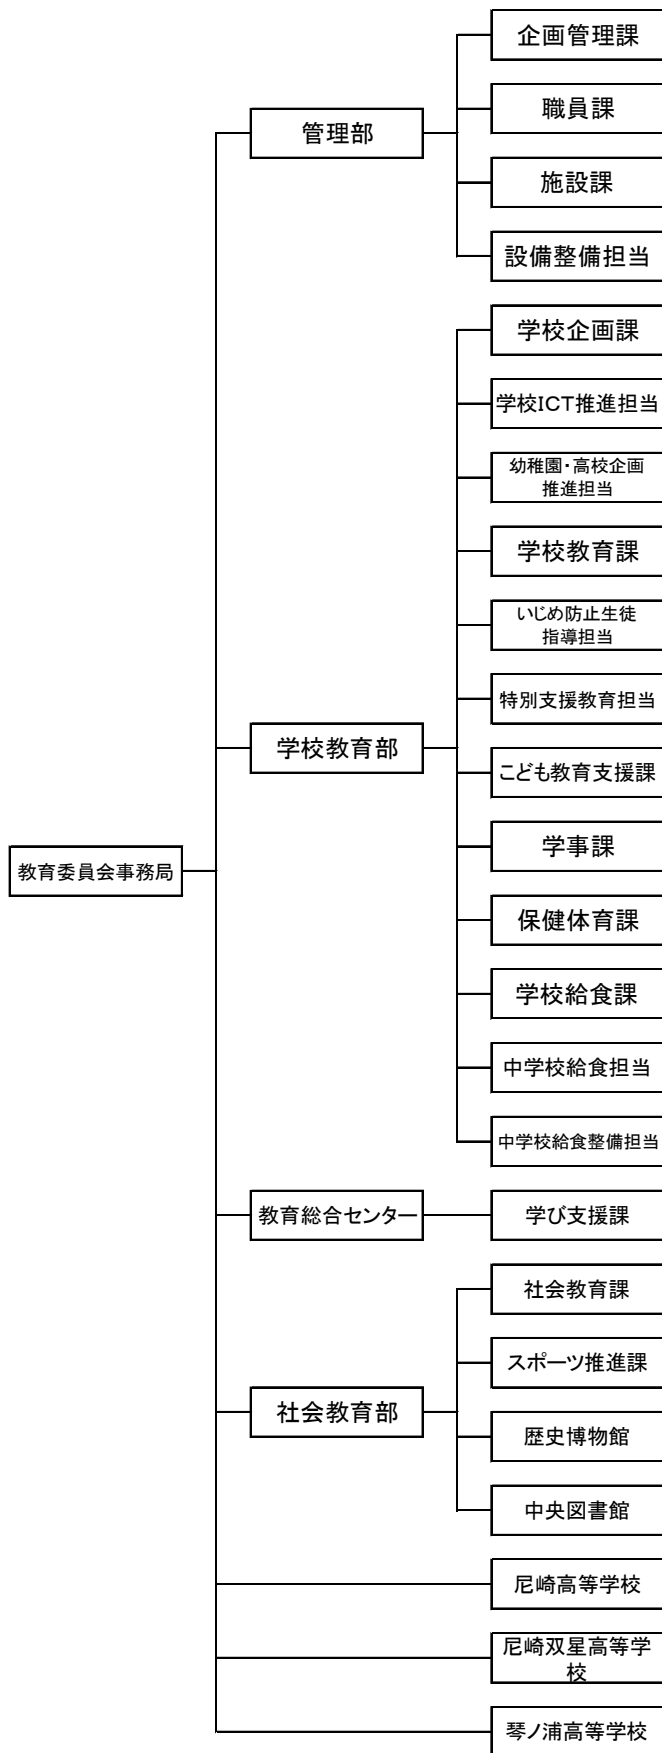 企画管理課
職員課
管理部
施設課
設備整備担当
学校企画課
学校ICT推進担当
幼稚園・高校企画
推進担当
学校教育課
いじめ防止生徒
指導担当
特別支援教育担当
学校教育部
こども教育支援課
学事課
教育委員会事務局
保健体育課
学校給食課
中学校給食担当
中学校給食整備担当
教育総合センター
学び支援課
社会教育課
スポーツ推進課
社会教育部
歴史博物館
中央図書館
尼崎高等学校
尼崎双星高等学
校
琴ノ浦高等学校